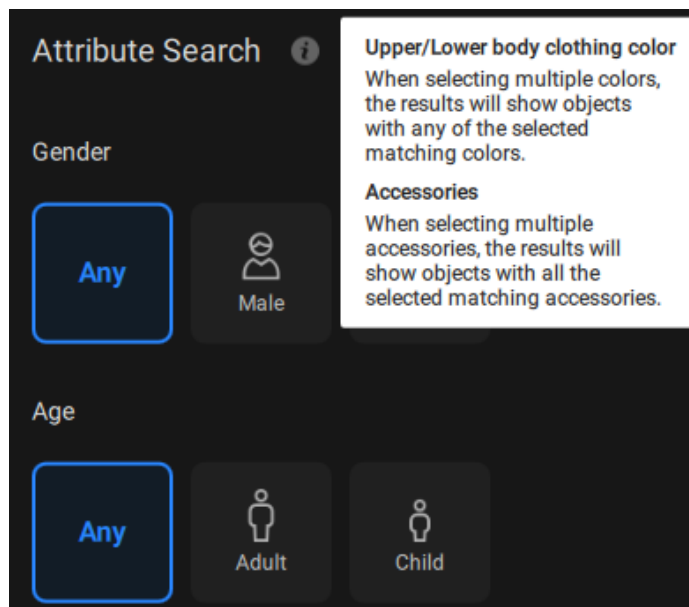 Attribute Search
Upper/Lower body clothing color
When selecting multiple colors,
the results will show objects
with any of the selected
matching colors.
Accessories
When selecting multiple
accessories, the results will
show objects with all the
selected matching accessories.
Gender
Any
Male
Age
Any
Adult
Child